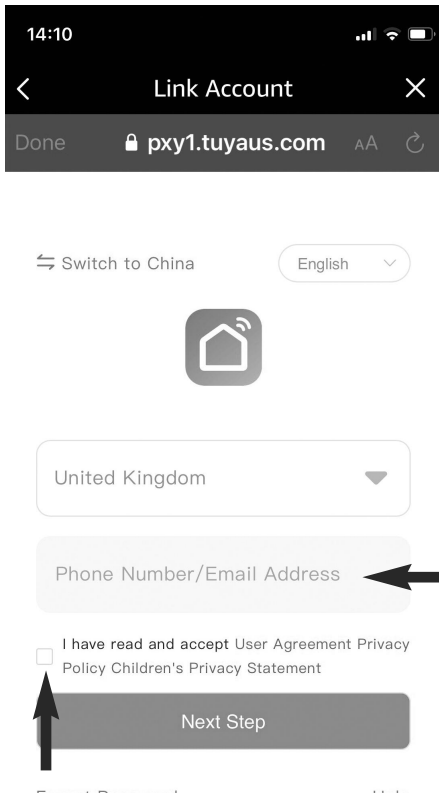 14:10
Link Account
Done pxy1.tuyaus.com AA
Switch to China English
United Kingdom
Phone Number/Email Address
I have read and accept User Agreement Privacy
Policy Children's Privacy Statement
Next Step